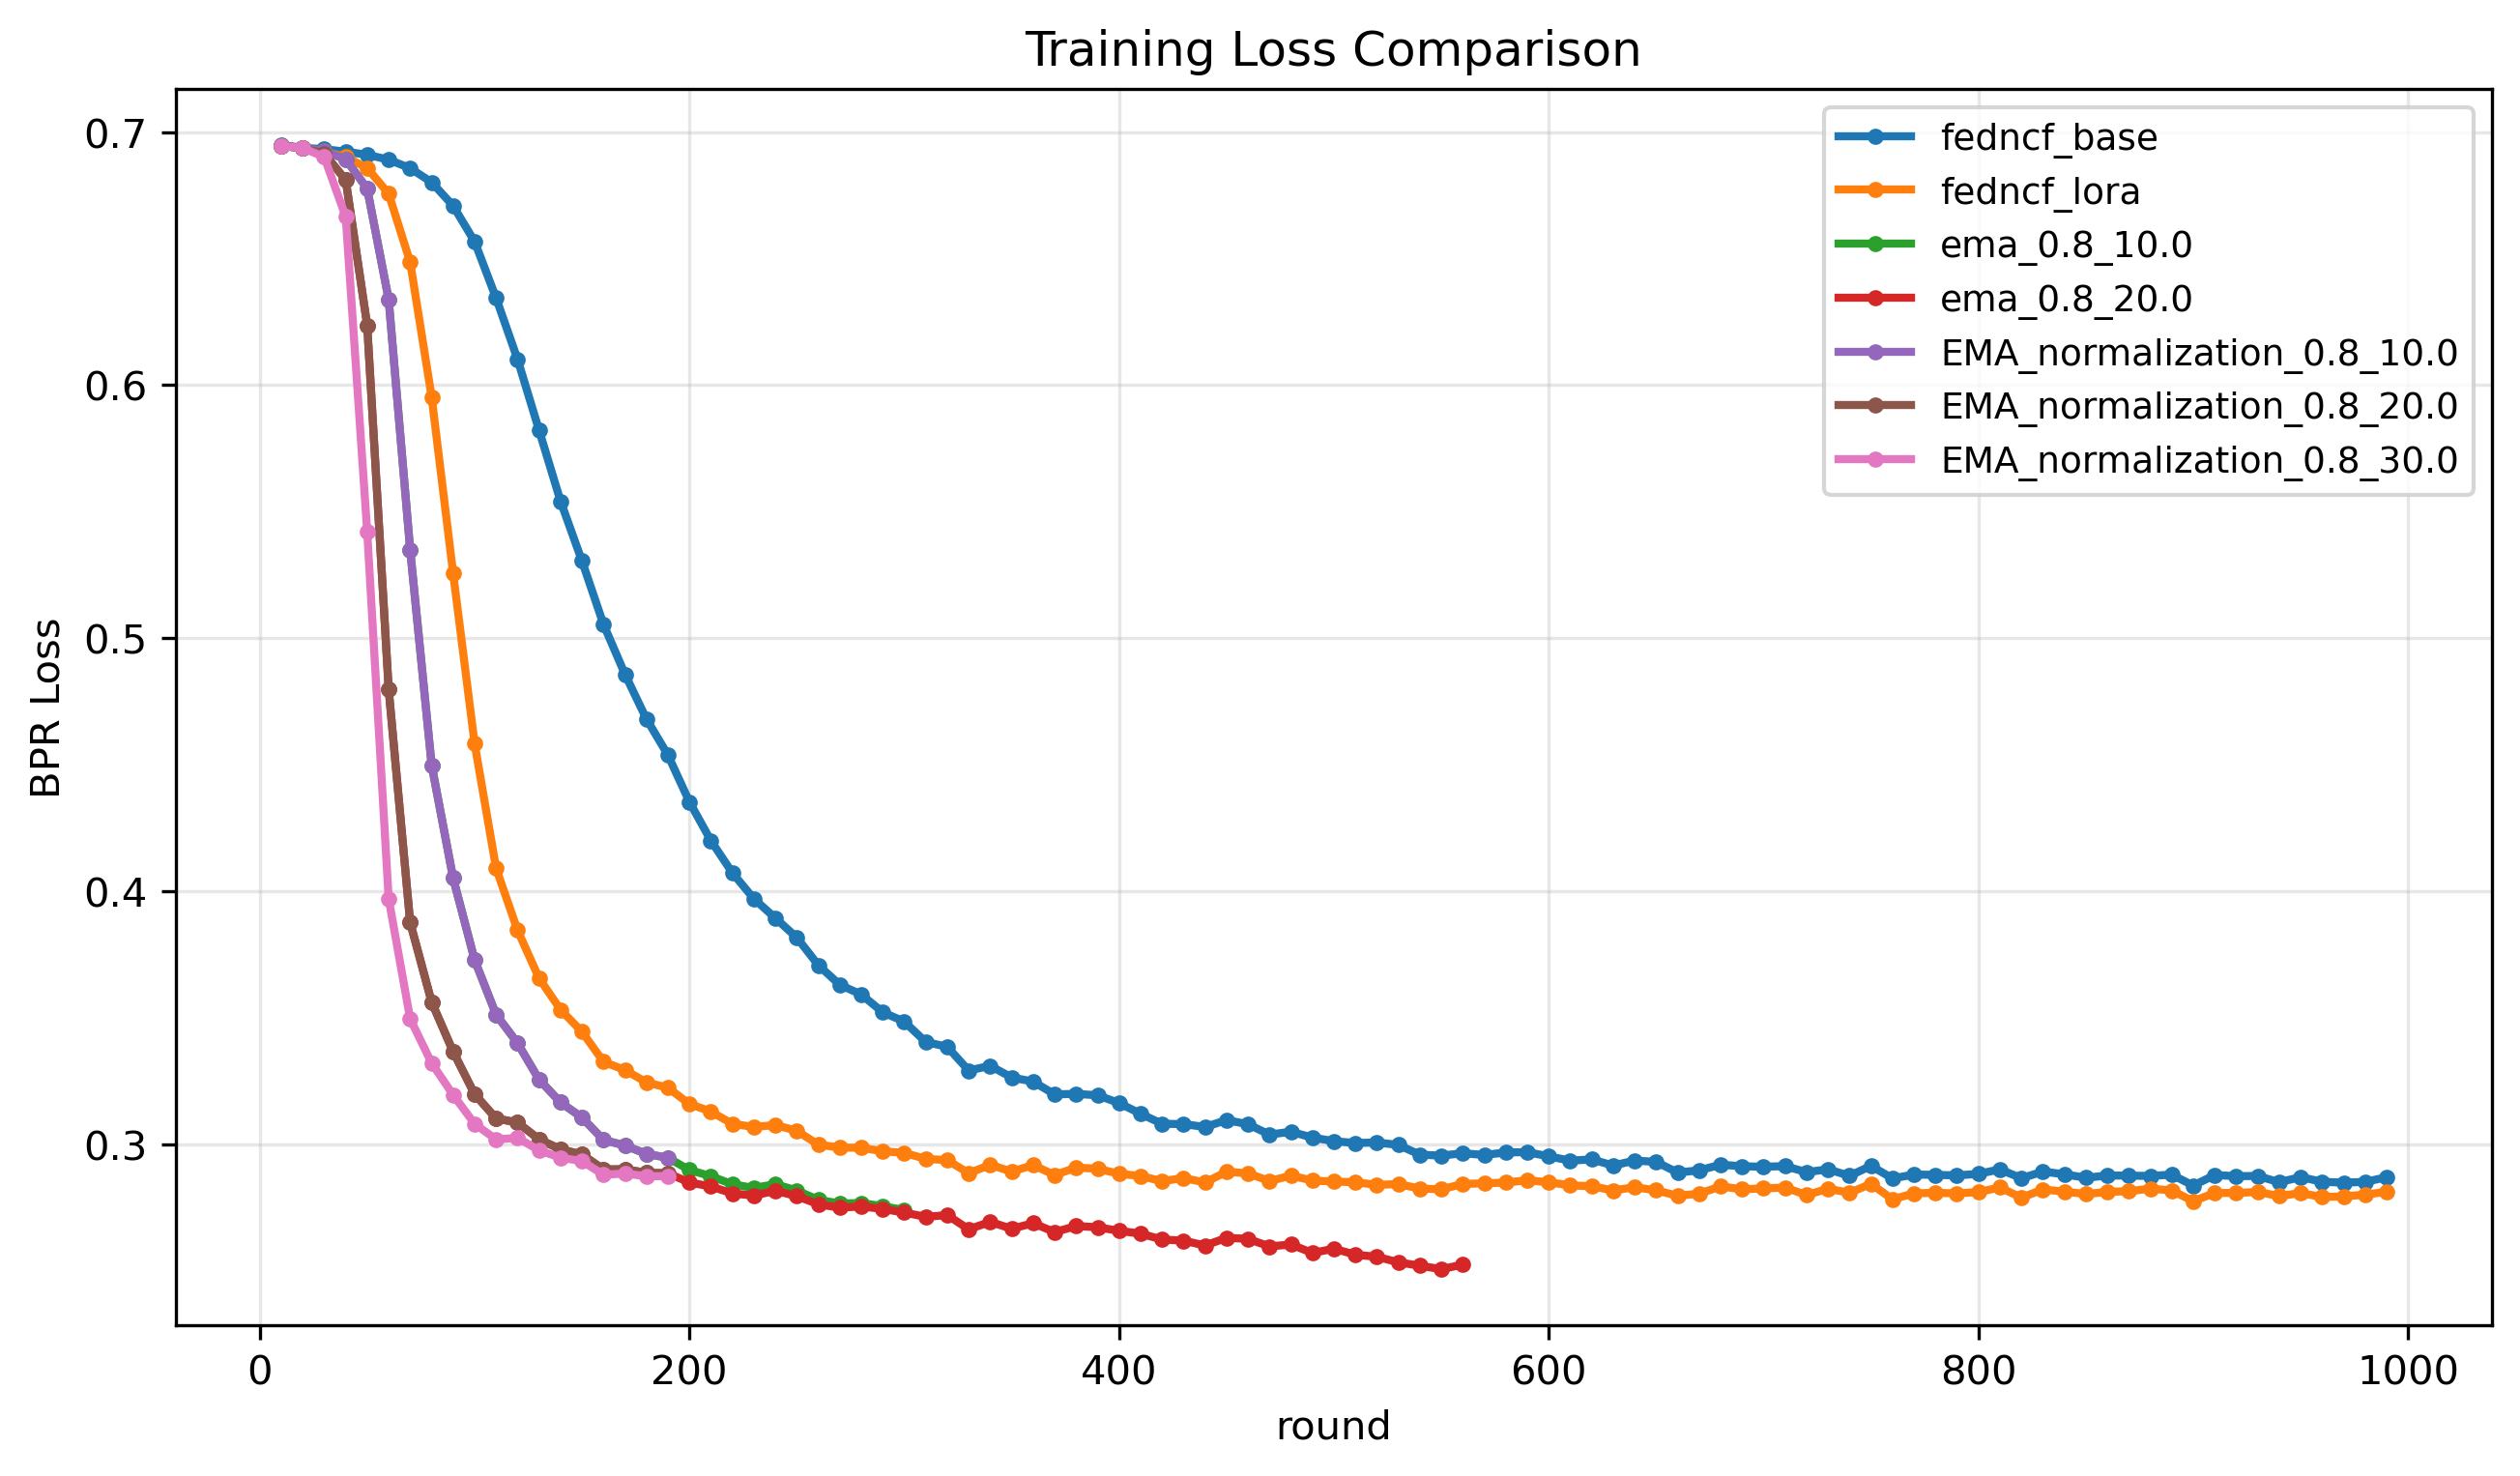 Training Loss Comparison
BPR Loss
0.7
0.6
0.5
0.4
0.3
fedncf_base
fedncf_lora
ema_0.8_10.0
ema_0.8_20.0
EMA_normalization_0.8_10.0
EMA_normalization_0.8_20.0
EMA_normalization_0.8_30.0
0 200 400 600 800 1000
round